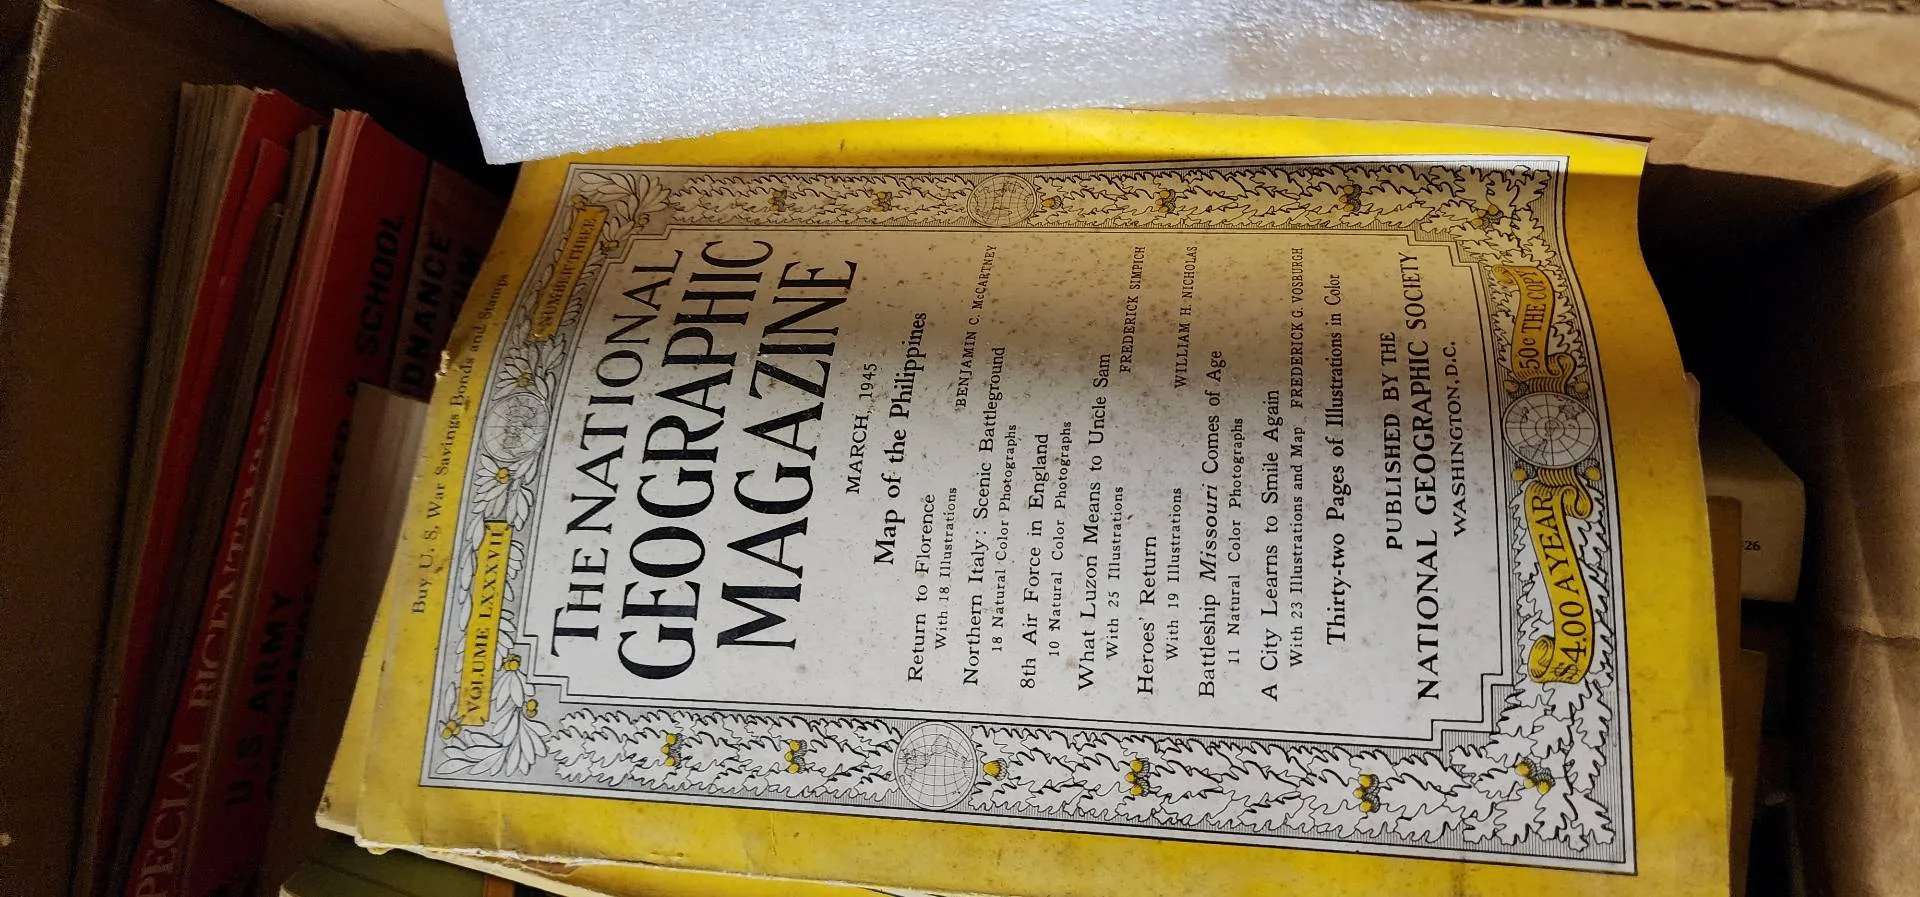 Buy U. S. War Savings Bonds and Stamps
VOLUME LXXXVII
NUMBER THREE
THE NATIONAL
GEOGRAPHIC
MAGAZINE
MARCH, 1945
Map of the Philippines
Return to Florence
With 18 Illustrations
BENJAMIN C. McCARTNEY
Northern Italy: Scenic Battleground
18 Natural Color Photographs
8th Air Force in England
10 Natural Color Photographs
What Luzon Means to Uncle Sam
With 25 Illustrations
FREDERICK SIMPICH
Heroes' Return
With 19 Illustrations
WILLIAM H. NICHOLAS
Battleship Missouri Comes of Age
11 Natural Color Photographs
A City Learns to Smile Again
With 23 Illustrations and Map FREDERICK G. VOSBURGH
Thirty-two Pages of Illustrations in Color
PUBLISHED BY THE
NATIONAL GEOGRAPHIC SOCIETY
WASHINGTON, D.C.
$4.00 A YEAR
50c THE COPY
SPECIAL BICENTENNIAL
U.S. ARMY
SCHOOL
26